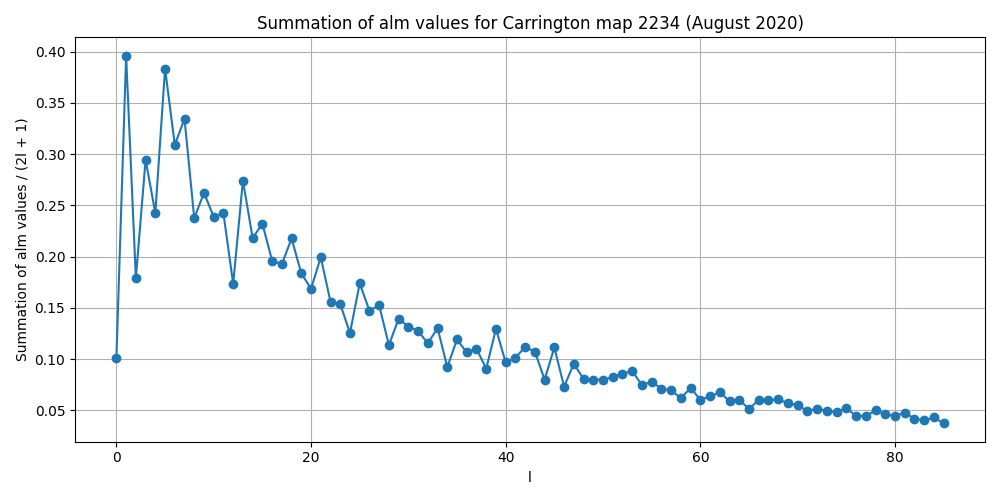 Summation of alm values for Carrington map 2234 (August 2020)
Summation of alm values / (2l + 1)
0.40
0.35
0.30
0.25
0.20
0.15
0.10
0.05
0 20 40 60 80
l